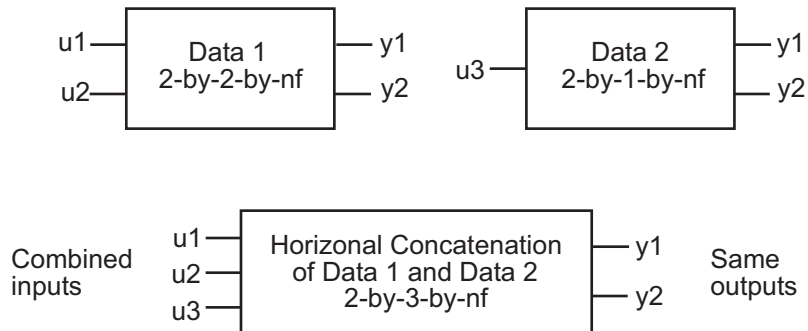 u1
u2
Data 1
2-by-2-by-nf
y1
y2
u3
Data 2
2-by-1-by-nf
y1
y2
Combined
inputs
u1
u2
u3
Horizonal Concatenation
of Data 1 and Data 2
2-by-3-by-nf
y1
y2
Same
outputs